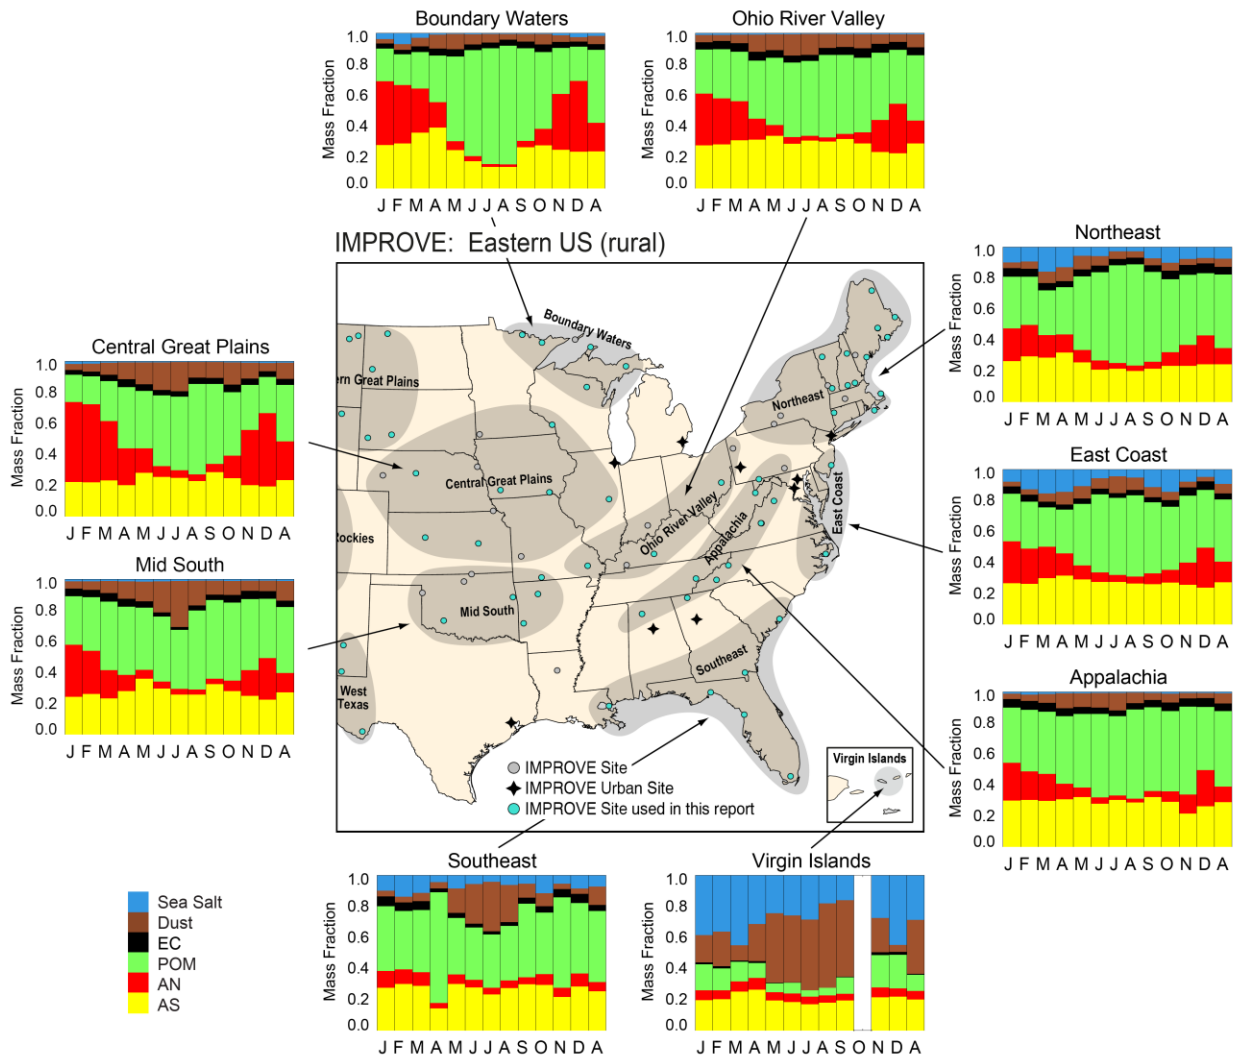 Boundary Waters
Ohio River Valley
1.0
0.8
0.6
0.4
0.2
0.0
Mass Fraction
J F M A M J J A S O N D A
1.0
0.8
0.6
0.4
0.2
0.0
Mass Fraction
J F M A M J J A S O N D A
IMPROVE: Eastern US (rural)
Northeast
1.0
0.8
0.6
0.4
0.2
0.0
Mass Fraction
J F M A M J J A S O N D A
Central Great Plains
1.0
0.8
0.6
0.4
0.2
0.0
Mass Fraction
J F M A M J J A S O N D A
Boundary Waters
ern Great Plains
Northeast
Central Great Plains
East Coast
Ohio River Valley
Appalachia
Rockies
Mid South
Southeast
West
Texas
Virgin Islands
IMPROVE Site
IMPROVE Urban Site
IMPROVE Site used in this report
East Coast
1.0
0.8
0.6
0.4
0.2
0.0
Mass Fraction
J F M A M J J A S O N D A
Mid South
1.0
0.8
0.6
0.4
0.2
0.0
Mass Fraction
J F M A M J J A S O N D A
Appalachia
1.0
0.8
0.6
0.4
0.2
0.0
Mass Fraction
J F M A M J J A S O N D A
Southeast
1.0
0.8
0.6
0.4
0.2
0.0
Mass Fraction
J F M A M J J A S O N D A
Virgin Islands
1.0
0.8
0.6
0.4
0.2
0.0
Mass Fraction
J F M A M J J A S O N D A
Sea Salt
Dust
EC
POM
AN
AS